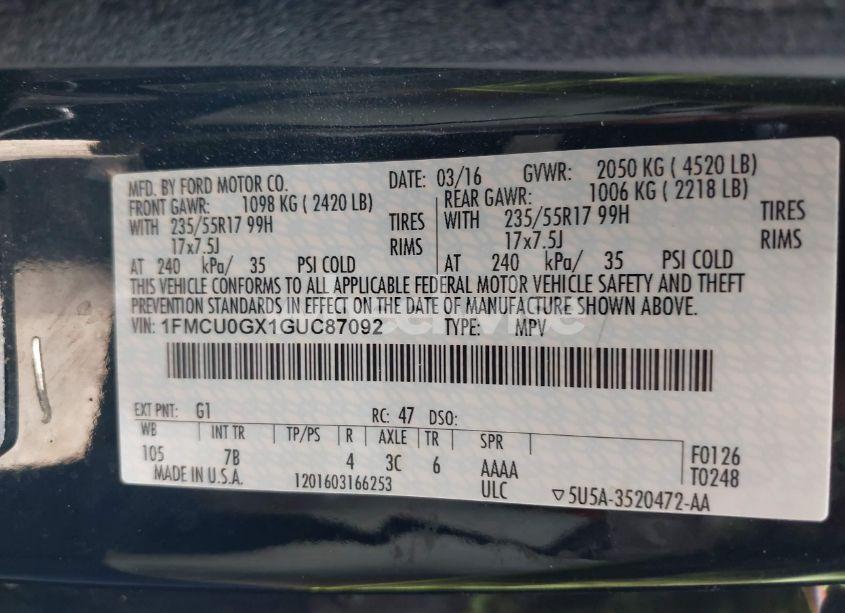 MFD. BY FORD MOTOR CO. DATE: 03/16 GVWR: 2050 KG ( 4520 LB)
FRONT GAWR: 1098 KG ( 2420 LB) REAR GAWR: 1006 KG ( 2218 LB)
WITH 235/55R17 99H TIRES WITH 235/55R17 99H TIRES
17x7.5J RIMS 17x7.5J RIMS
AT 240 kPa/ 35 PSI COLD AT 240 kPa/ 35 PSI COLD
THIS VEHICLE CONFORMS TO ALL APPLICABLE FEDERAL MOTOR VEHICLE SAFETY AND THEFT
PREVENTION STANDARDS IN EFFECT ON THE DATE OF MANUFACTURE SHOWN ABOVE.
VIN: 1FMCU0GX1GUC87092 TYPE: MPV
EXT PNT: G1 RC: 47 DSO:
WB INT TR TP/PS R AXLE TR SPR F0126
105 7B 4 3C 6 AAAA T0248
MADE IN U.S.A. 1201603166253 ULC 5U5A-3520472-AA